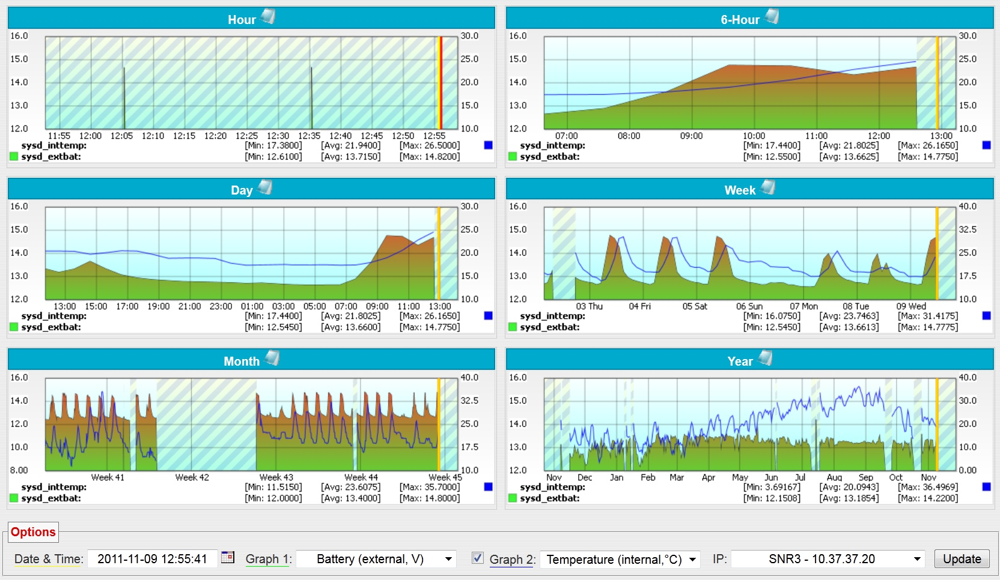 Hour
16.0 30.0
15.0 25.0
14.0 20.0
13.0 15.0
12.0 10.0
11:55 12:00 12:05 12:10 12:15 12:20 12:25 12:30 12:35 12:40 12:45 12:50 12:55
sysd_inttemp: [Min: 17.3800] [Avg: 21.9400] [Max: 26.5000]
sysd_extbat: [Min: 12.6100] [Avg: 13.7150] [Max: 14.8200]
6-Hour
16.0 30.0
15.0 25.0
14.0 20.0
13.0 15.0
12.0 10.0
07:00 08:00 09:00 10:00 11:00 12:00 13:00
sysd_inttemp: [Min: 17.4400] [Avg: 21.8025] [Max: 26.1650]
sysd_extbat: [Min: 12.5500] [Avg: 13.6625] [Max: 14.7750]
Day
16.0 30.0
15.0 25.0
14.0 20.0
13.0 15.0
12.0 10.0
13:00 15:00 17:00 19:00 21:00 23:00 01:00 03:00 05:00 07:00 09:00 11:00 13:00
sysd_inttemp: [Min: 17.4400] [Avg: 21.8025] [Max: 26.1650]
sysd_extbat: [Min: 12.5450] [Avg: 13.6600] [Max: 14.7750]
Week
16.0 40.0
15.0 32.5
14.0 25.0
13.0 17.5
12.0 10.0
03 Thu 04 Fri 05 Sat 06 Sun 07 Mon 08 Tue 09 Wed
sysd_inttemp: [Min: 16.0750] [Avg: 23.7463] [Max: 31.4175]
sysd_extbat: [Min: 12.5450] [Avg: 13.6613] [Max: 14.7775]
Month
16.0 40.0
14.0 32.5
12.0 25.0
10.0 17.5
8.00 10.0
Week 41 Week 42 Week 43 Week 44 Week 45
sysd_inttemp: [Min: 11.5150] [Avg: 23.6075] [Max: 35.7000]
sysd_extbat: [Min: 12.0000] [Avg: 13.4000] [Max: 14.8000]
Year
16.0 40.0
15.0 30.0
14.0 20.0
13.0 10.0
12.0 0.00
Nov Dec Jan Feb Mar Apr May Jun Jul Aug Sep Oct Nov
sysd_inttemp: [Min: 3.69167] [Avg: 20.0943] [Max: 36.4969]
sysd_extbat: [Min: 12.1508] [Avg: 13.1854] [Max: 14.2200]
Options
Date & Time: 2011-11-09 12:55:41 Graph 1: Battery (external, V) Graph 2: Temperature (internal,°C) IP: SNR3 - 10.37.37.20 Update